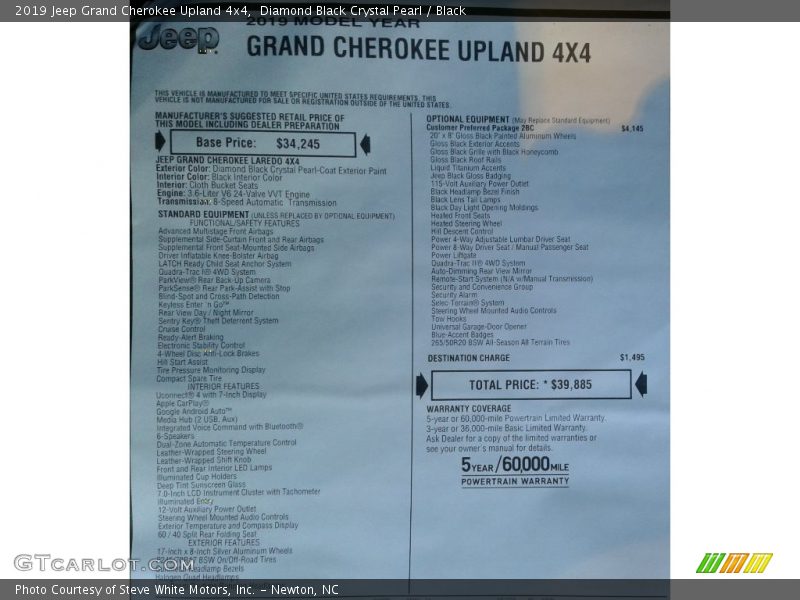 2019 Jeep Grand Cherokee Upland 4x4, Diamond Black Crystal Pearl / Black
Jeep
2019 MODEL YEAR
GRAND CHEROKEE UPLAND 4X4
THIS VEHICLE IS MANUFACTURED TO MEET SPECIFIC UNITED STATES REQUIREMENTS. THIS
VEHICLE IS NOT MANUFACTURED FOR SALE OR REGISTRATION OUTSIDE OF THE UNITED STATES.
MANUFACTURER'S SUGGESTED RETAIL PRICE OF
THIS MODEL INCLUDING DEALER PREPARATION
Base Price: $34,245
JEEP GRAND CHEROKEE LAREDO 4X4
Exterior Color: Diamond Black Crystal Pearl-Coat Exterior Paint
Interior Color: Black Interior Color
Interior: Cloth Bucket Seats
Engine: 3.6-Liter V6 24-Valve VVT Engine
Transmission: 8-Speed Automatic Transmission
STANDARD EQUIPMENT (UNLESS REPLACED BY OPTIONAL EQUIPMENT)
FUNCTIONAL/SAFETY FEATURES
Advanced Multistage Front Airbags
Supplemental Side-Curtain Front and Rear Airbags
Supplemental Front Seat-Mounted Side Airbags
Driver Inflatable Knee-Bolster Airbag
LATCH Ready Child Seat Anchor System
Quadra-Trac I® 4WD System
ParkView® Rear Back-Up Camera
ParkSense® Rear Park-Assist with Stop
Blind-Spot and Cross-Path Detection
Keyless Enter 'n Go™
Rear View Day / Night Mirror
Sentry Key® Theft Deterrent System
Cruise Control
Ready-Alert Braking
Electronic Stability Control
4-Wheel Disc Anti-Lock Brakes
Hill Start Assist
Tire Pressure Monitoring Display
Compact Spare Tire
INTERIOR FEATURES
Uconnect® 4 with 7-Inch Display
Apple CarPlay®
Google Android Auto™
Media Hub (2 USB, Aux)
Integrated Voice Command with Bluetooth®
6-Speakers
Dual-Zone Automatic Temperature Control
Leather-Wrapped Steering Wheel
Leather-Wrapped Shift Knob
Front and Rear Interior LED Lamps
Illuminated Cup Holders
Deep Tint Sunscreen Glass
7.0-Inch LCD Instrument Cluster with Tachometer
Illuminated Entry
12-Volt Auxiliary Power Outlet
Steering Wheel Mounted Audio Controls
Exterior Temperature and Compass Display
60 / 40 Split Rear Folding Seat
EXTERIOR FEATURES
17-Inch x 8-Inch Silver Aluminum Wheels
BSW On/Off-Road Tires
Headlamp Bezels
Halogen Quad Headlamps
OPTIONAL EQUIPMENT (May Replace Standard Equipment)
Customer Preferred Package 2BC $4,145
20" x 8" Gloss Black Painted Aluminum Wheels
Gloss Black Exterior Accents
Gloss Black Grille with Black Honeycomb
Gloss Black Roof Rails
Liquid Titanium Accents
Jeep Black Gloss Badging
115-Volt Auxiliary Power Outlet
Black Headlamp Bezel Finish
Black Lens Tail Lamps
Black Day Light Opening Moldings
Heated Front Seats
Heated Steering Wheel
Hill Descent Control
Power 4-Way Adjustable Lumbar Driver Seat
Power 8-Way Driver Seat / Manual Passenger Seat
Power Liftgate
Quadra-Trac II® 4WD System
Auto-Dimming Rear View Mirror
Remote-Start System (N/A w/Manual Transmission)
Security and Convenience Group
Security Alarm
Selec-Terrain® System
Steering Wheel Mounted Audio Controls
Tow Hooks
Universal Garage-Door Opener
Blue-Accent Badges
265/50R20 BSW All-Season All Terrain Tires
DESTINATION CHARGE $1,495
TOTAL PRICE: * $39,885
WARRANTY COVERAGE
5-year or 60,000-mile Powertrain Limited Warranty.
3-year or 36,000-mile Basic Limited Warranty.
Ask Dealer for a copy of the limited warranties or
see your owner's manual for details.
5YEAR/60,000MILE
POWERTRAIN WARRANTY
GTcarlot.com
Photo Courtesy of Steve White Motors, Inc. – Newton, NC